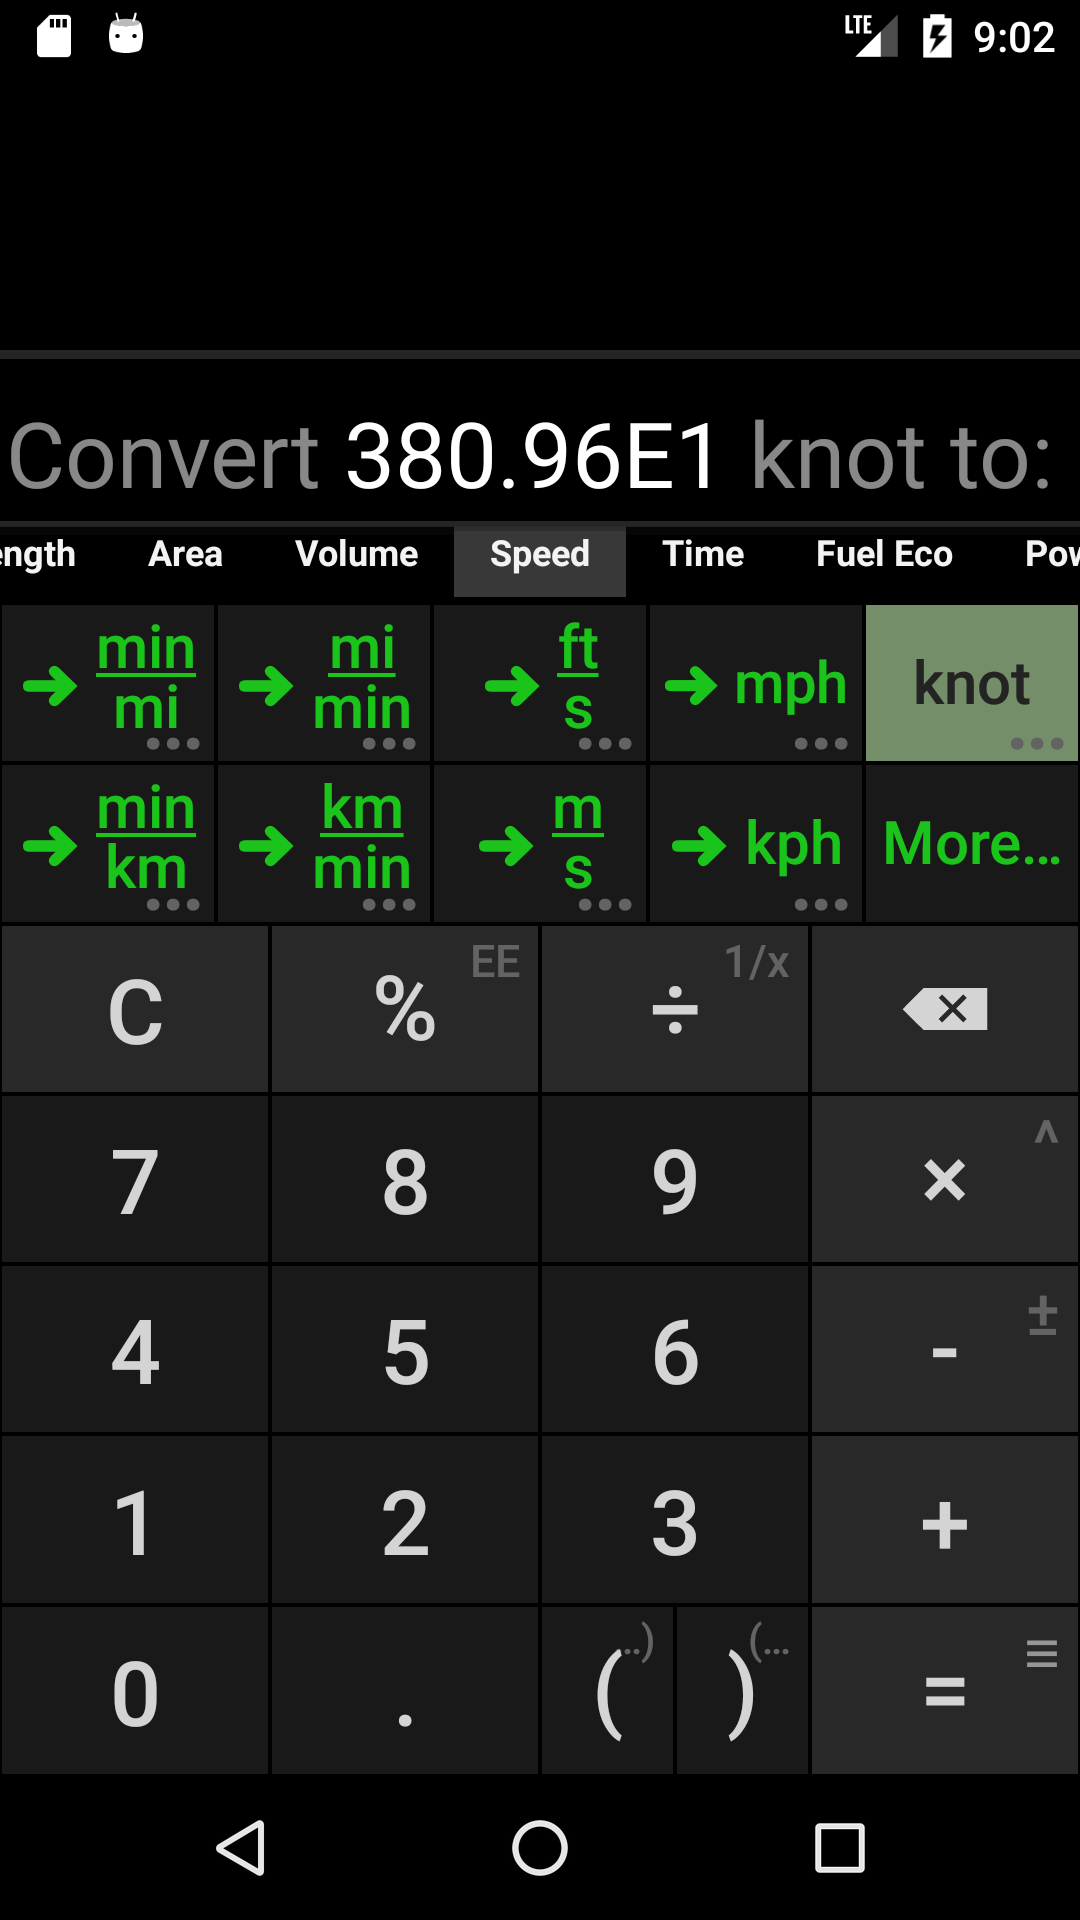 LTE 9:02
Convert 380.96E1 knot to:
ength Area Volume Speed Time Fuel Eco Pow
→ min/mi → mi/min → ft/s → mph knot
→ min/km → km/min → m/s → kph More...
C % EE ÷ 1/x
7 8 9 × ^
4 5 6 - ±
1 2 3 +
0 . ( ..) ) (... =